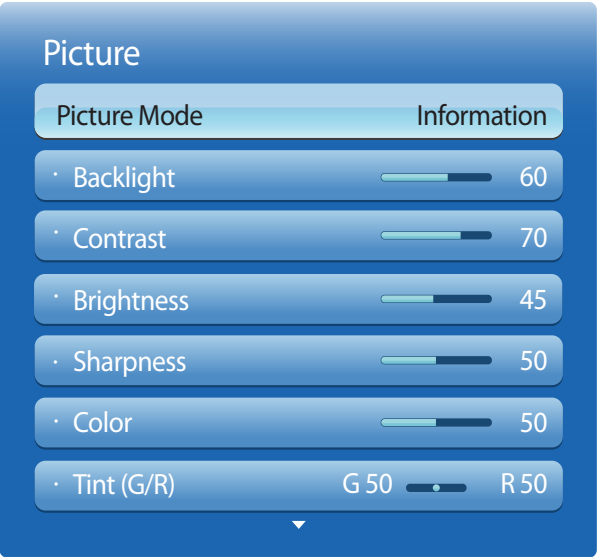 Picture
Picture Mode Information
· Backlight 60
· Contrast 70
· Brightness 45
· Sharpness 50
· Color 50
· Tint (G/R) G 50 R 50